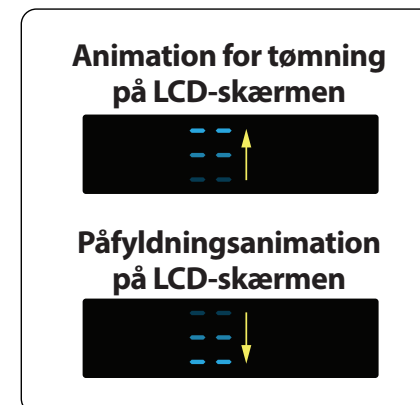 Animation for tømning
på LCD-skærmen
Påfyldningsanimation
på LCD-skærmen